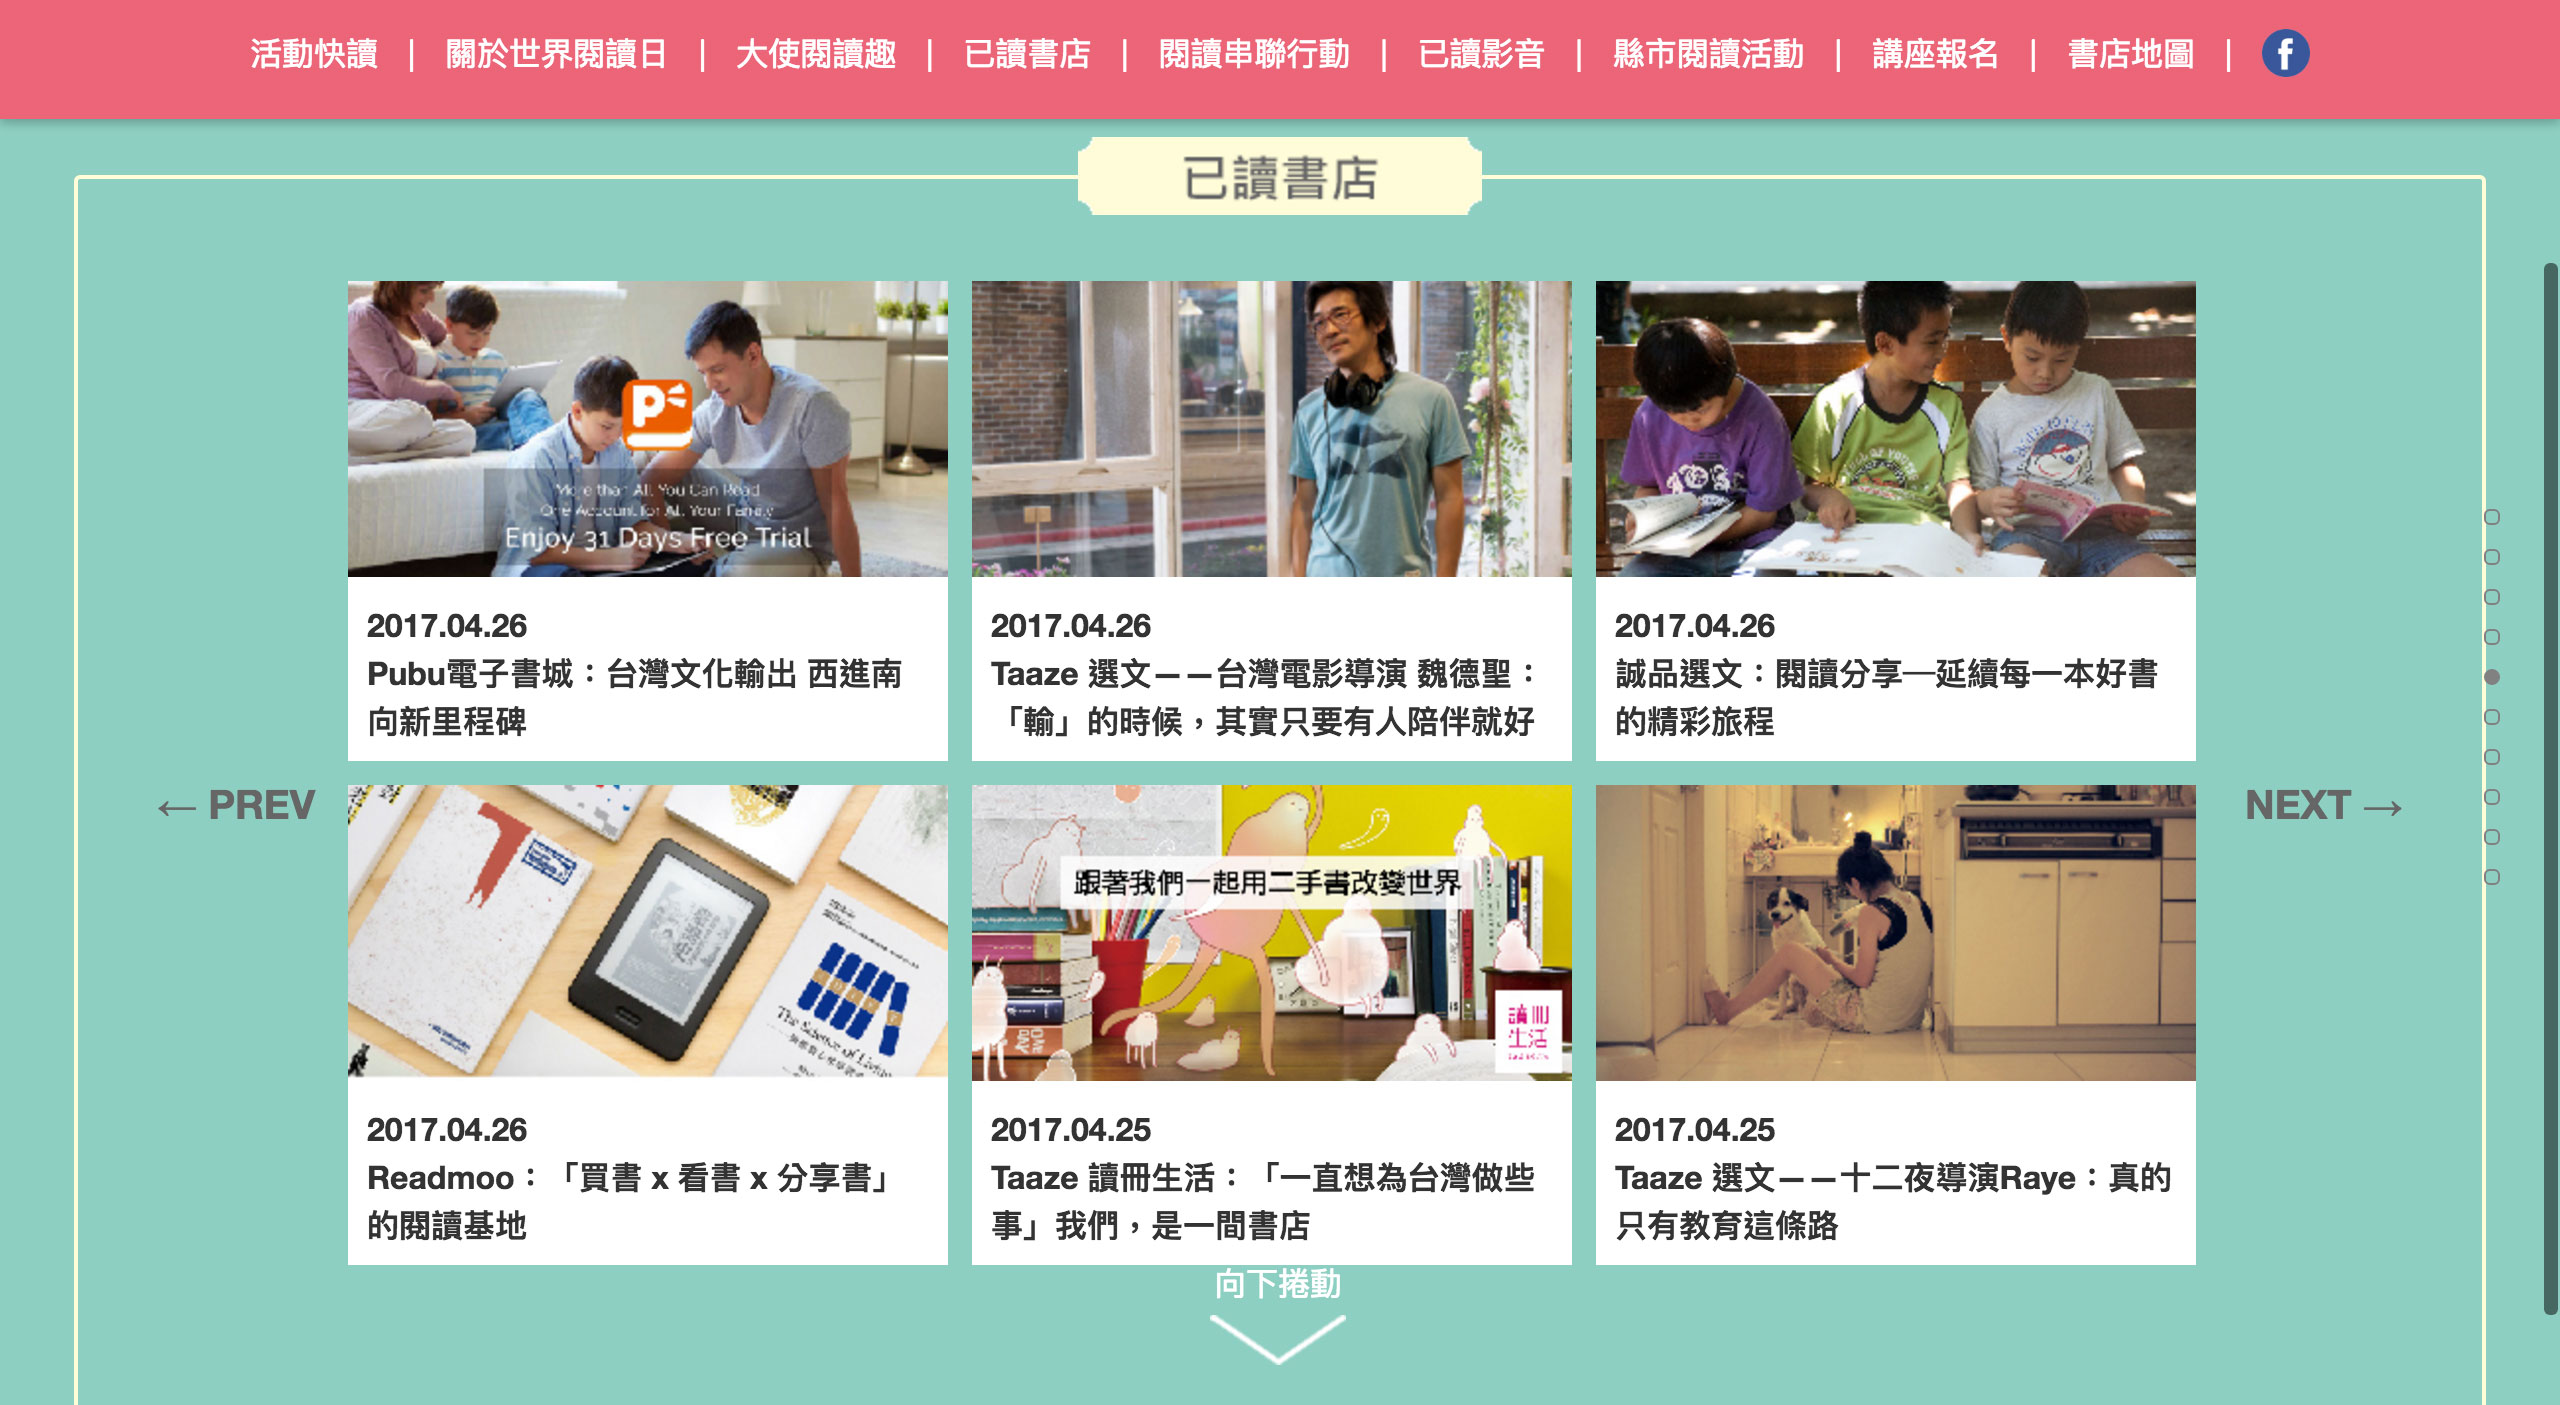 活動快讀 | 關於世界閱讀日 | 大使閱讀趣 | 已讀書店 | 閱讀串聯行動 | 已讀影音 | 縣市閱讀活動 | 講座報名 | 書店地圖 | f
已讀書店
More than All You Can Read
One Account for All Your Family
Enjoy 31 Days Free Trial
2017.04.26
Pubu電子書城：台灣文化輸出 西進南
向新里程碑
2017.04.26
Taaze 選文——台灣電影導演 魏德聖：
「輸」的時候，其實只要有人陪伴就好
2017.04.26
誠品選文：閱讀分享—延續每一本好書
的精彩旅程
← PREV
NEXT →
The Science of Living
2017.04.26
Readmoo：「買書 x 看書 x 分享書」
的閱讀基地
跟著我們一起用二手書改變世界
讀冊
生活
2017.04.25
Taaze 讀冊生活：「一直想為台灣做些
事」我們，是一間書店
2017.04.25
Taaze 選文——十二夜導演Raye：真的
只有教育這條路
向下捲動